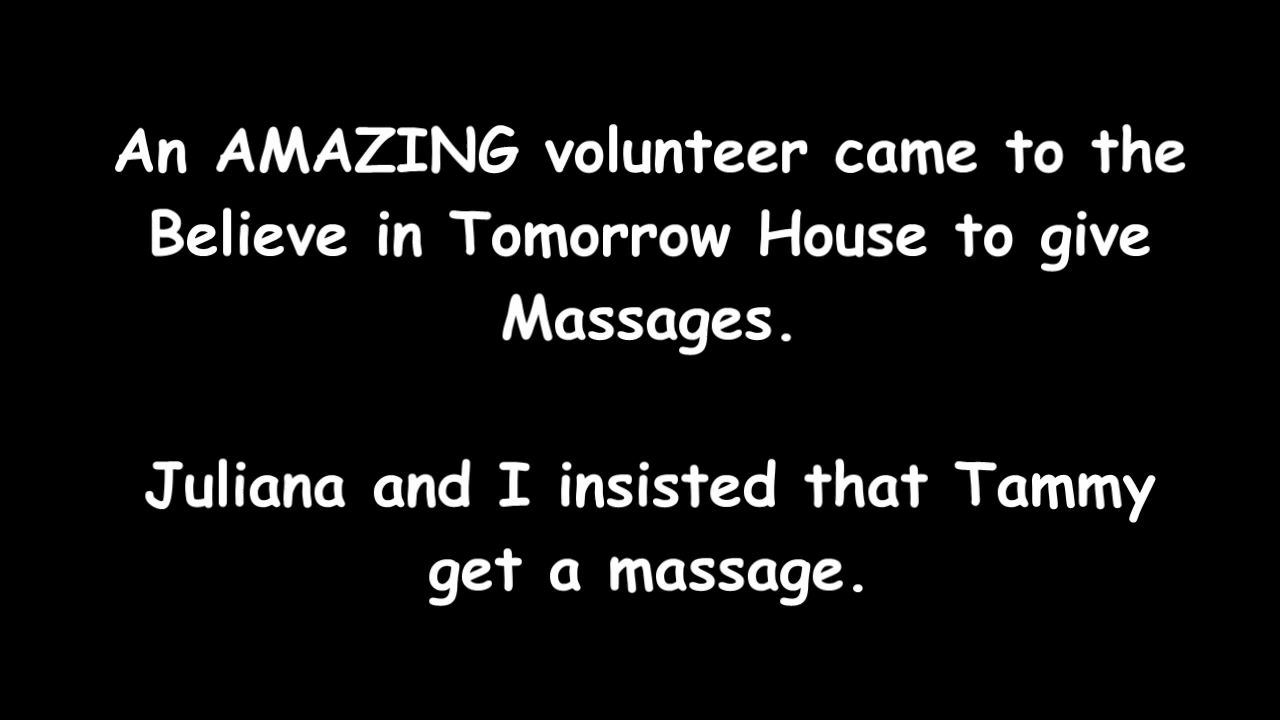 An AMAZING volunteer came to the
Believe in Tomorrow House to give
Massages.
Juliana and I insisted that Tammy
get a massage.